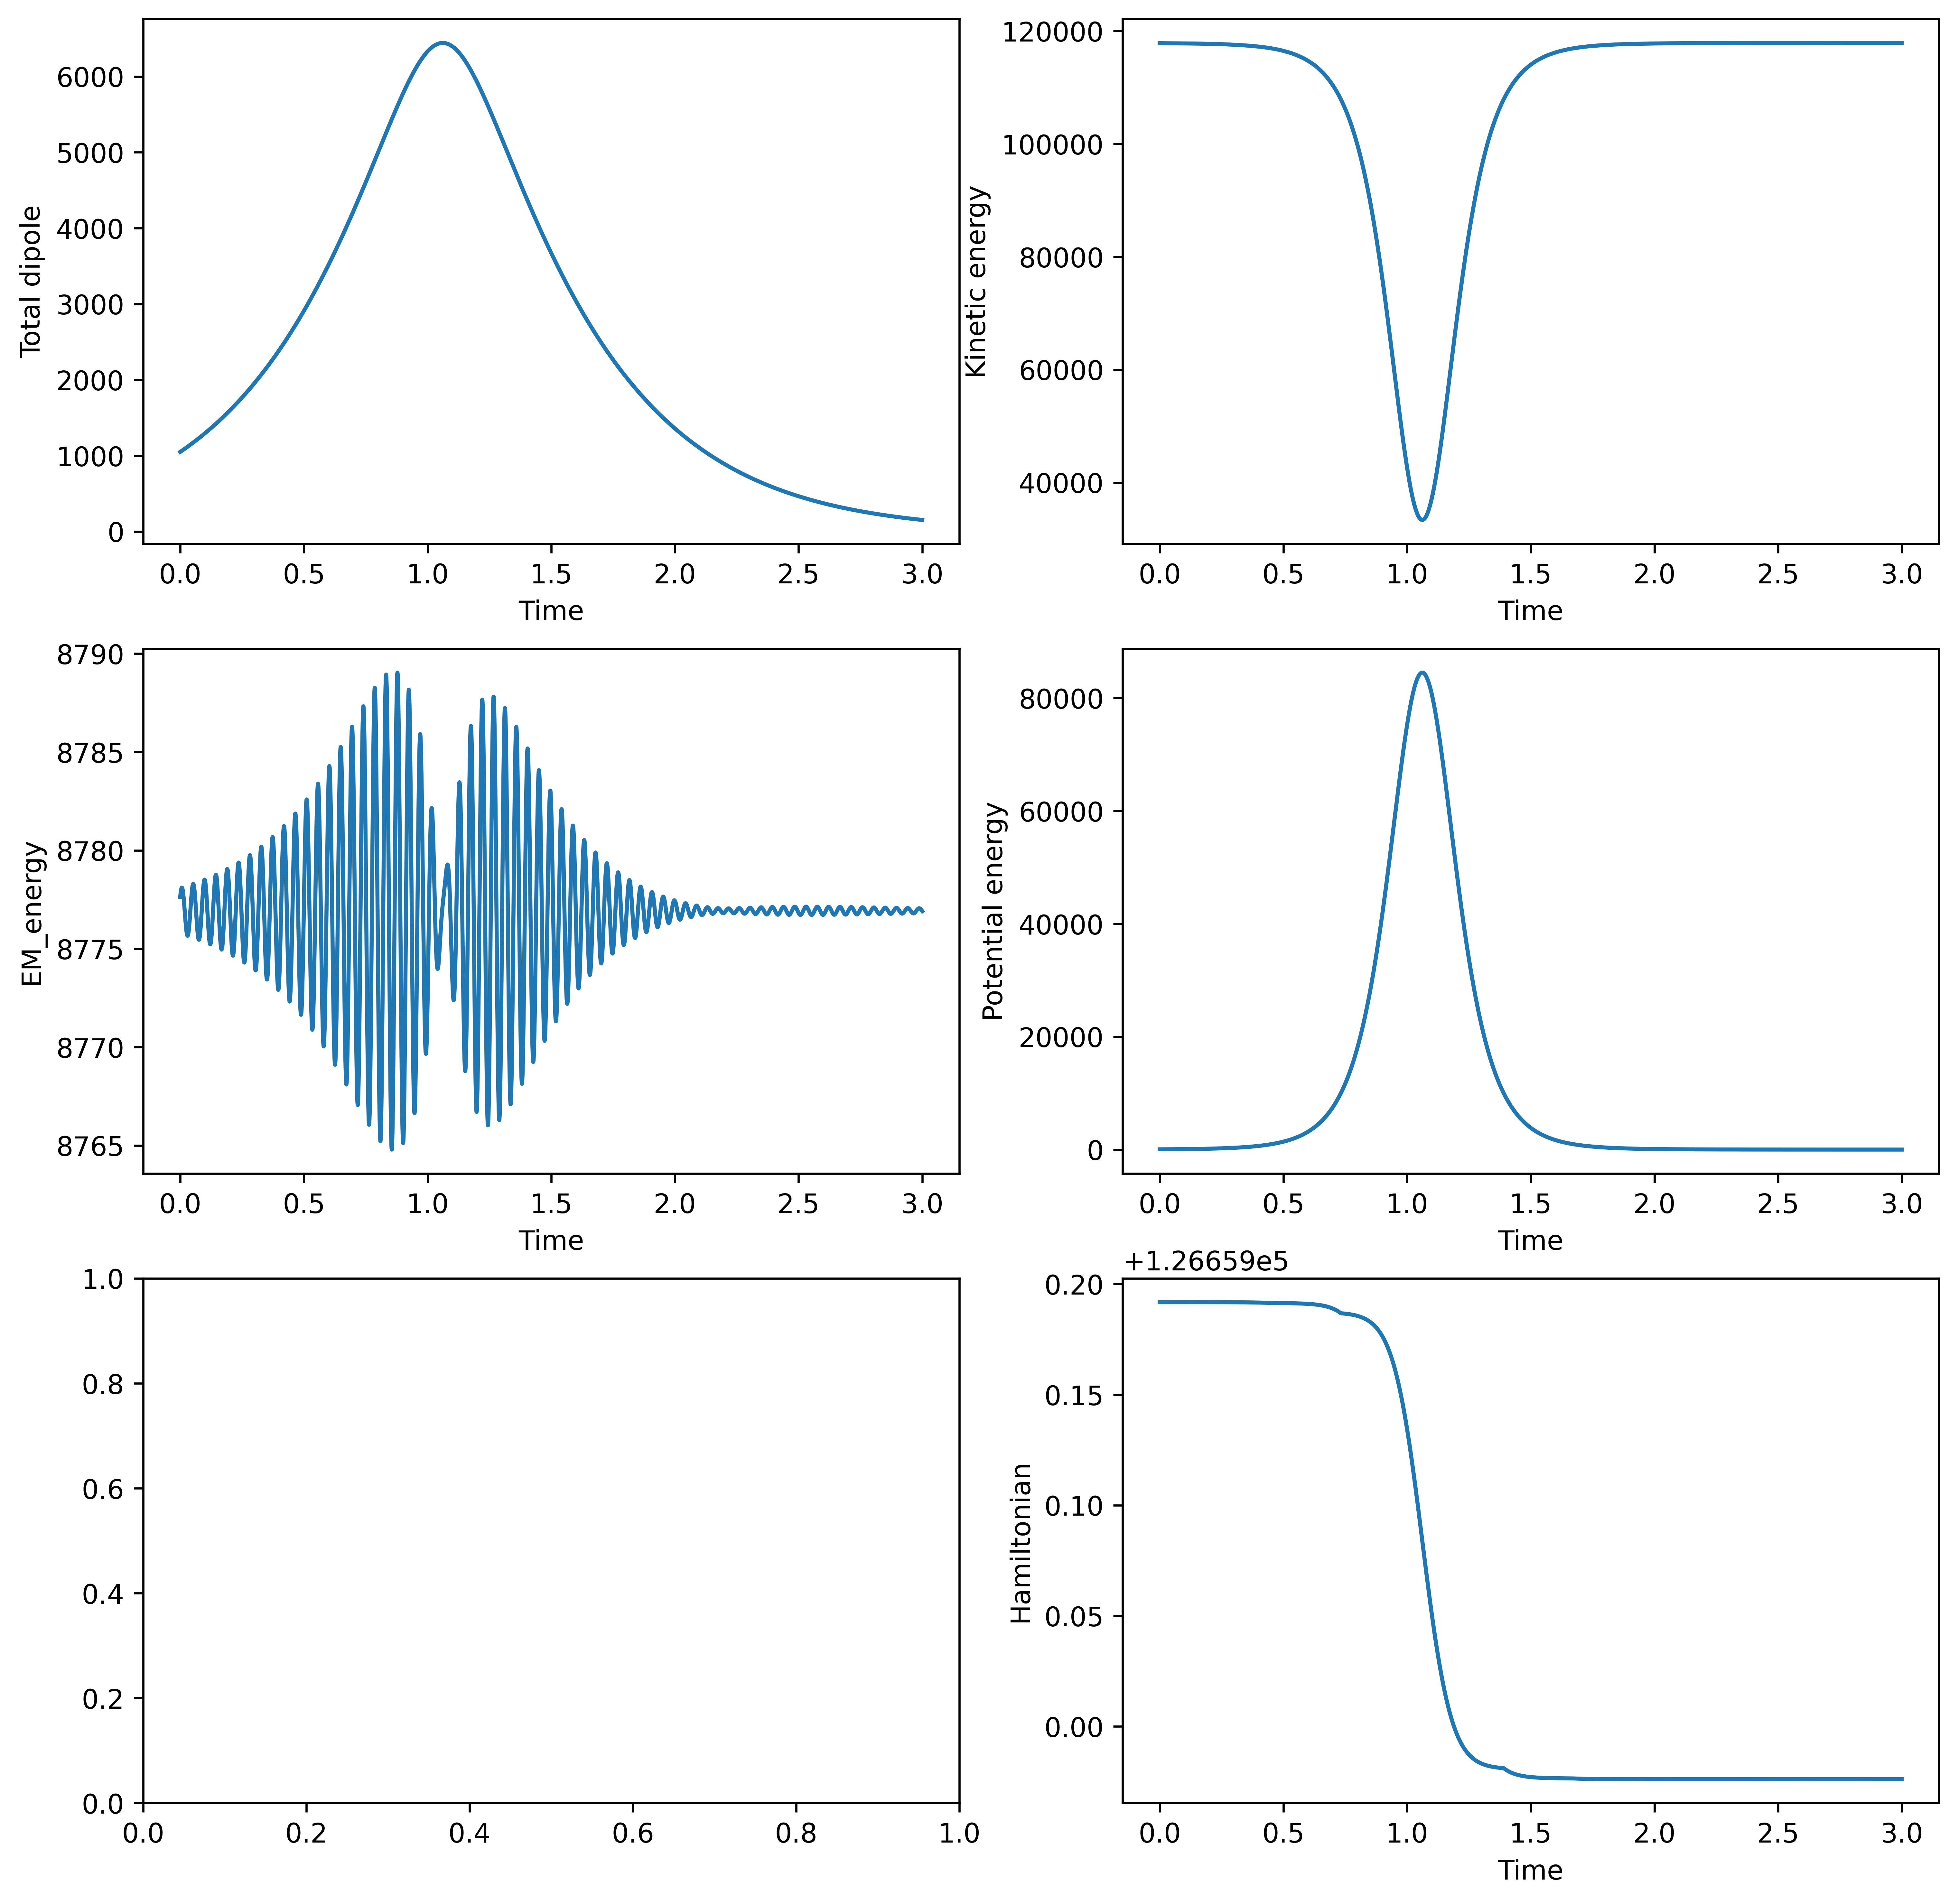 6000
5000
4000
3000
2000
1000
0
Total dipole
0.0 0.5 1.0 1.5 2.0 2.5 3.0
Time
120000
100000
80000
60000
40000
Kinetic energy
0.0 0.5 1.0 1.5 2.0 2.5 3.0
Time
8790
8785
8780
8775
8770
8765
EM_energy
0.0 0.5 1.0 1.5 2.0 2.5 3.0
Time
80000
60000
40000
20000
0
Potential energy
0.0 0.5 1.0 1.5 2.0 2.5 3.0
Time
1.0
0.8
0.6
0.4
0.2
0.0
0.0 0.2 0.4 0.6 0.8 1.0
+1.26659e5
0.20
0.15
0.10
0.05
0.00
Hamiltonian
0.0 0.5 1.0 1.5 2.0 2.5 3.0
Time